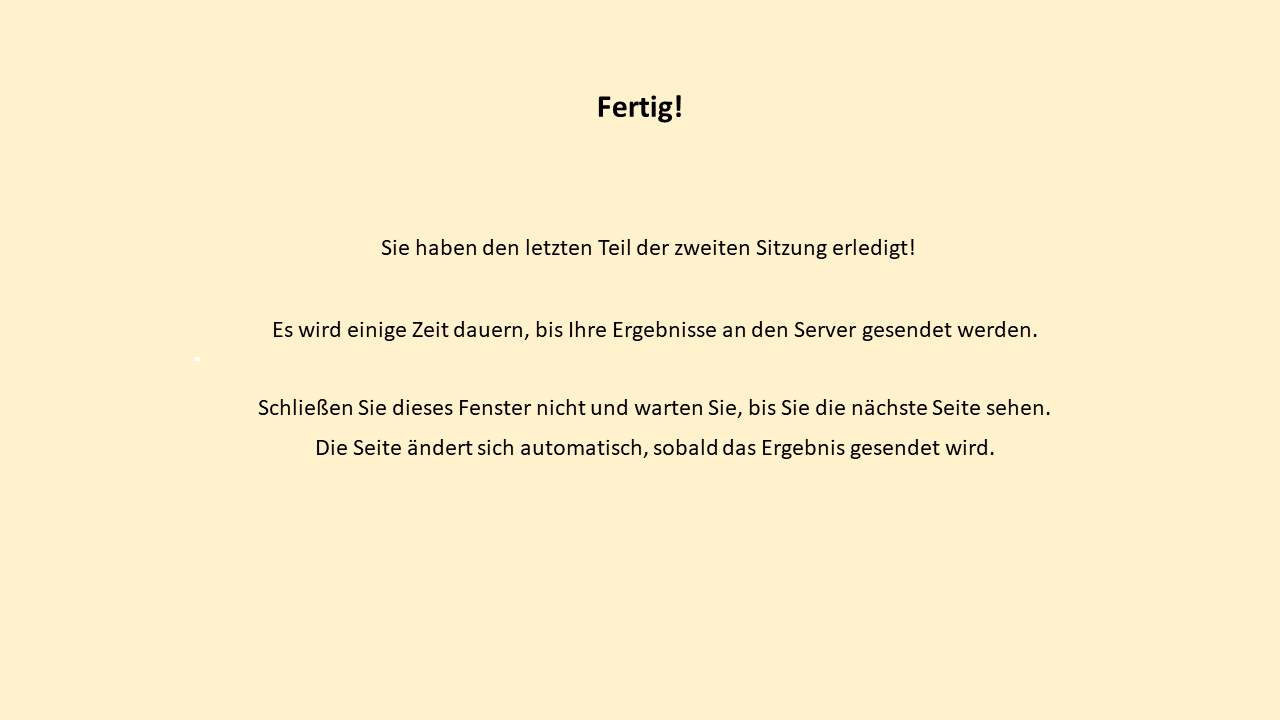 Fertig!
Sie haben den letzten Teil der zweiten Sitzung erledigt!
Es wird einige Zeit dauern, bis Ihre Ergebnisse an den Server gesendet werden.
Schließen Sie dieses Fenster nicht und warten Sie, bis Sie die nächste Seite sehen.
Die Seite ändert sich automatisch, sobald das Ergebnis gesendet wird.